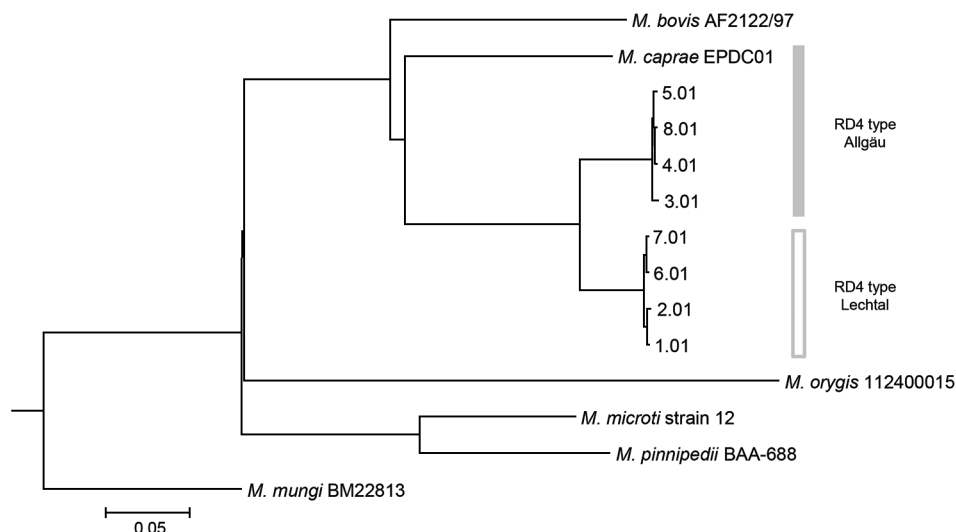 M. bovis AF2122/97
M. caprae EPDC01
5.01
8.01
4.01
3.01
RD4 type
Allgäu
7.01
6.01
2.01
1.01
RD4 type
Lechtal
M. orygis 112400015
M. microti strain 12
M. pinnipedii BAA-688
M. mungi BM22813
0.05